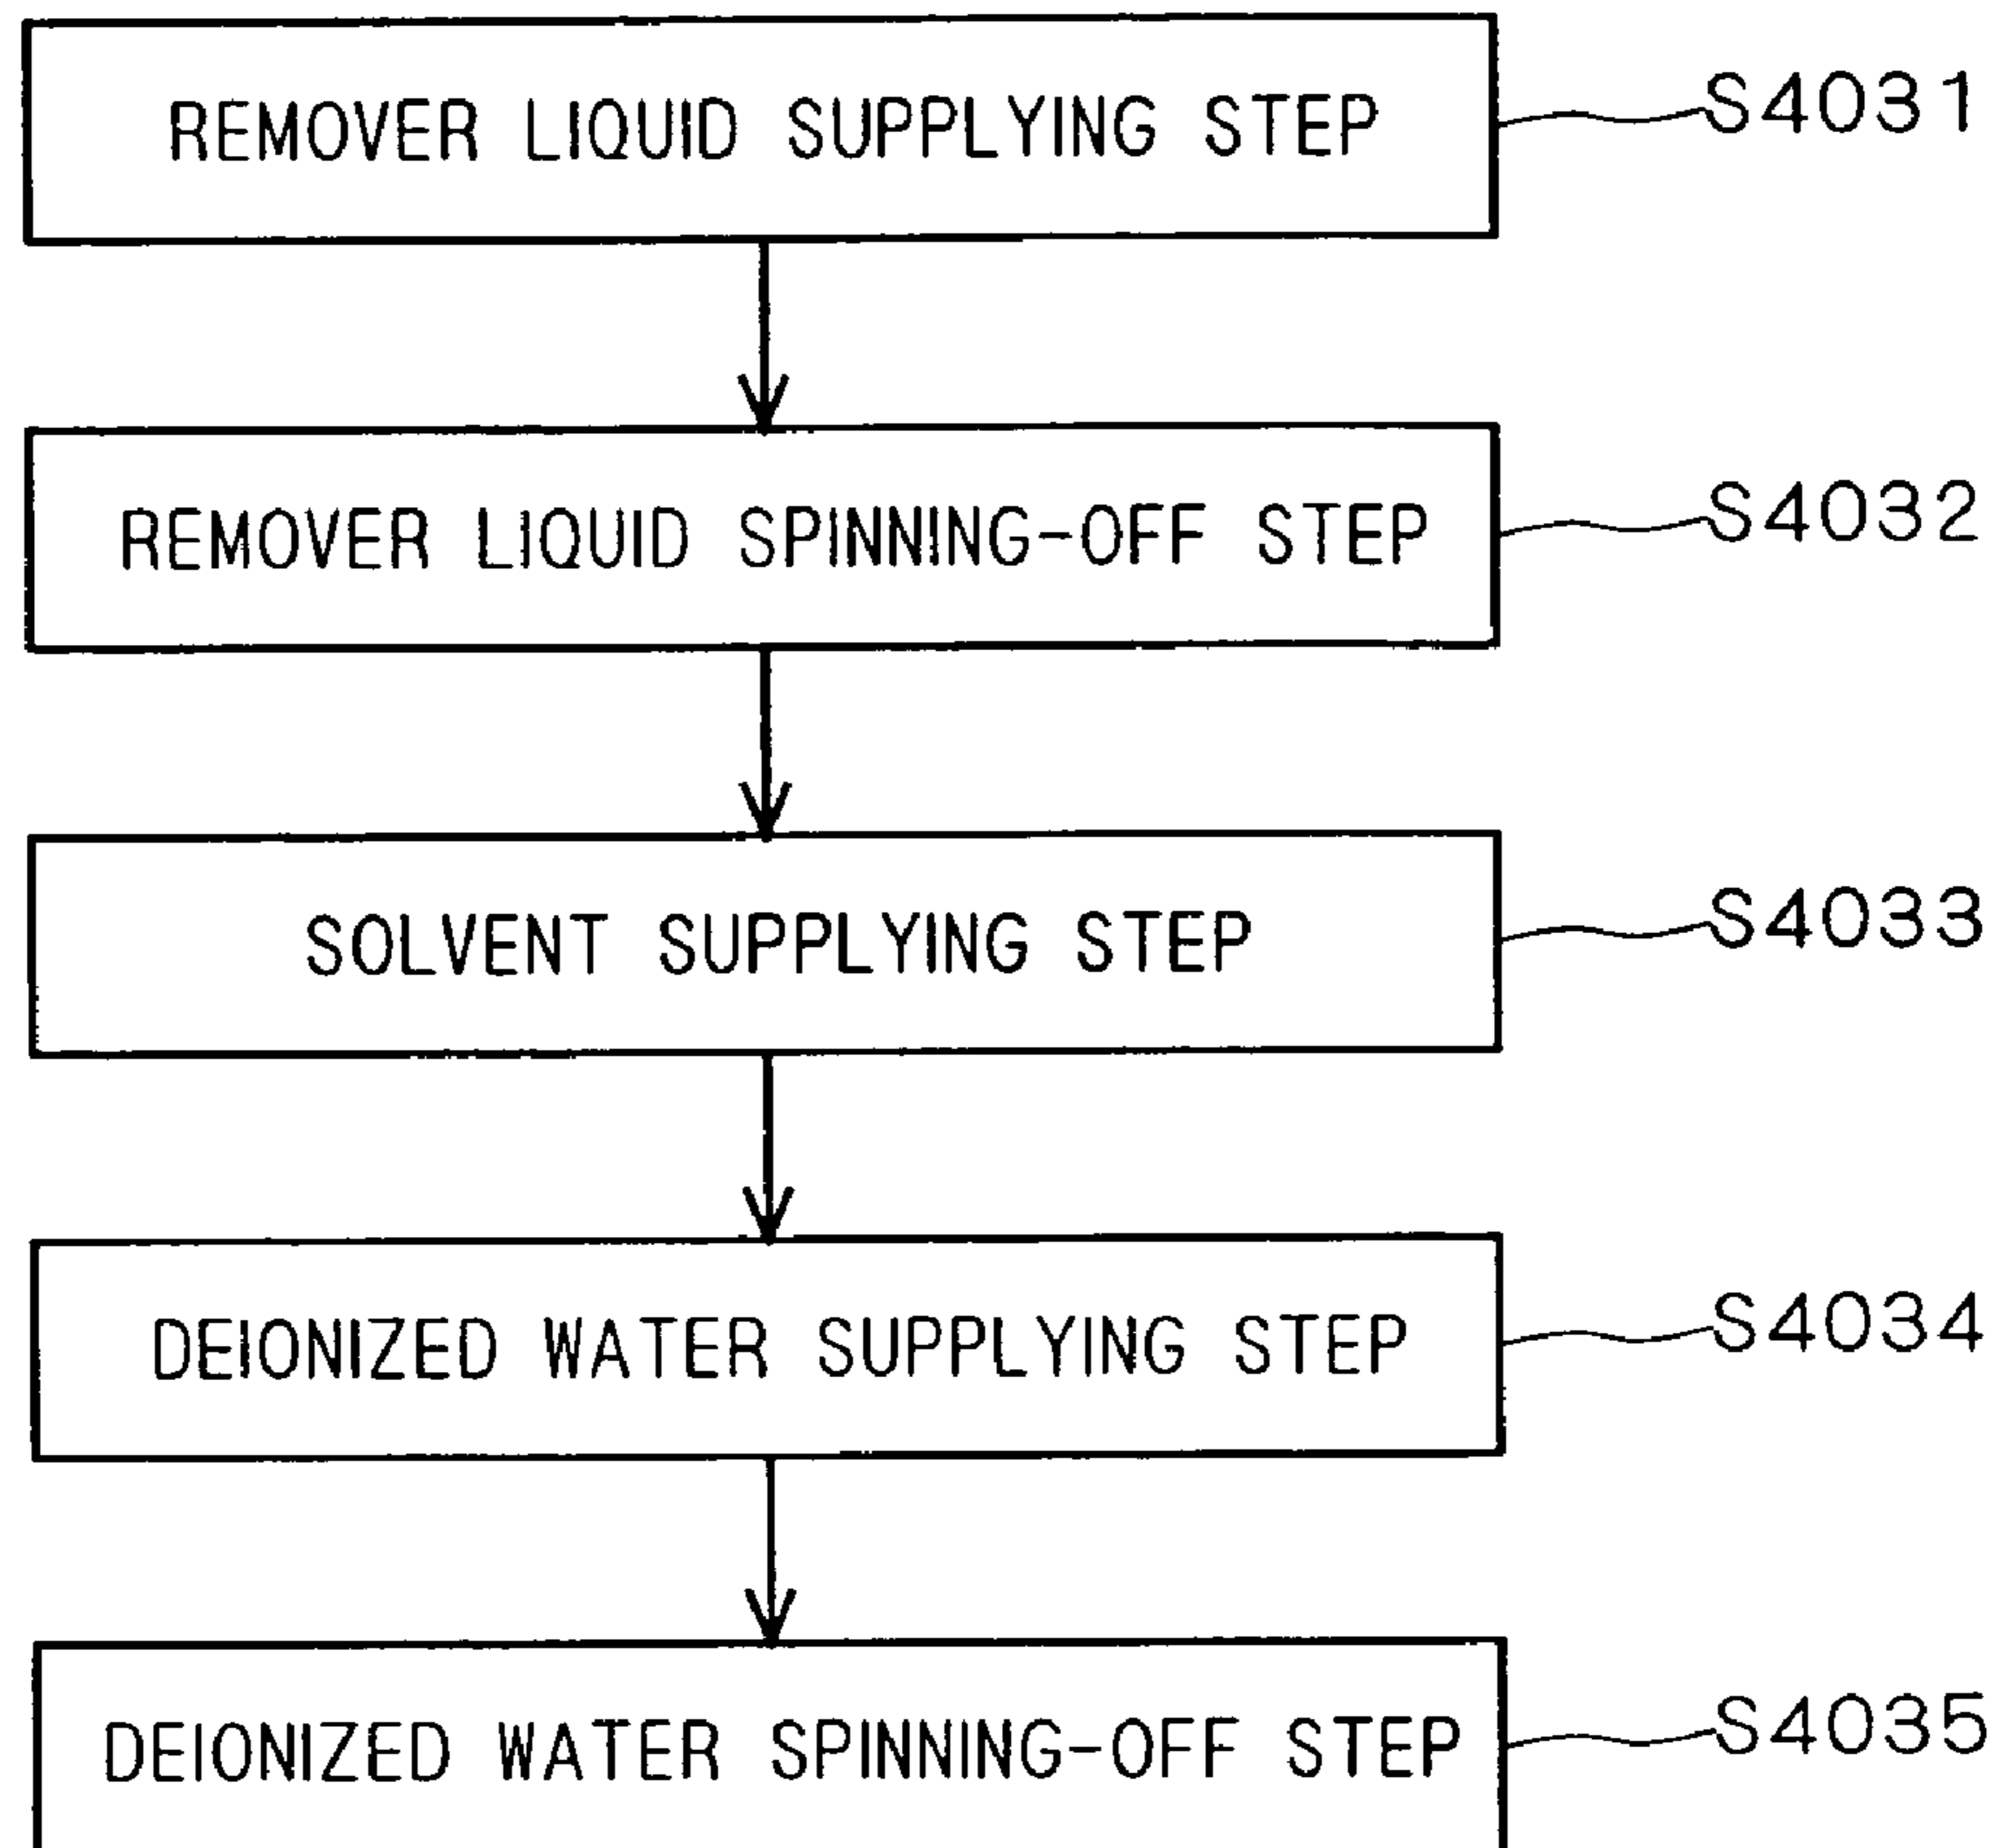 REMOVER LIQUID SUPPLYING STEP S4031
REMOVER LIQUID SPINNING-OFF STEP S4032
SOLVENT SUPPLYING STEP S4033
DEIONIZED WATER SUPPLYING STEP S4034
DEIONIZED WATER SPINNING-OFF STEP S4035